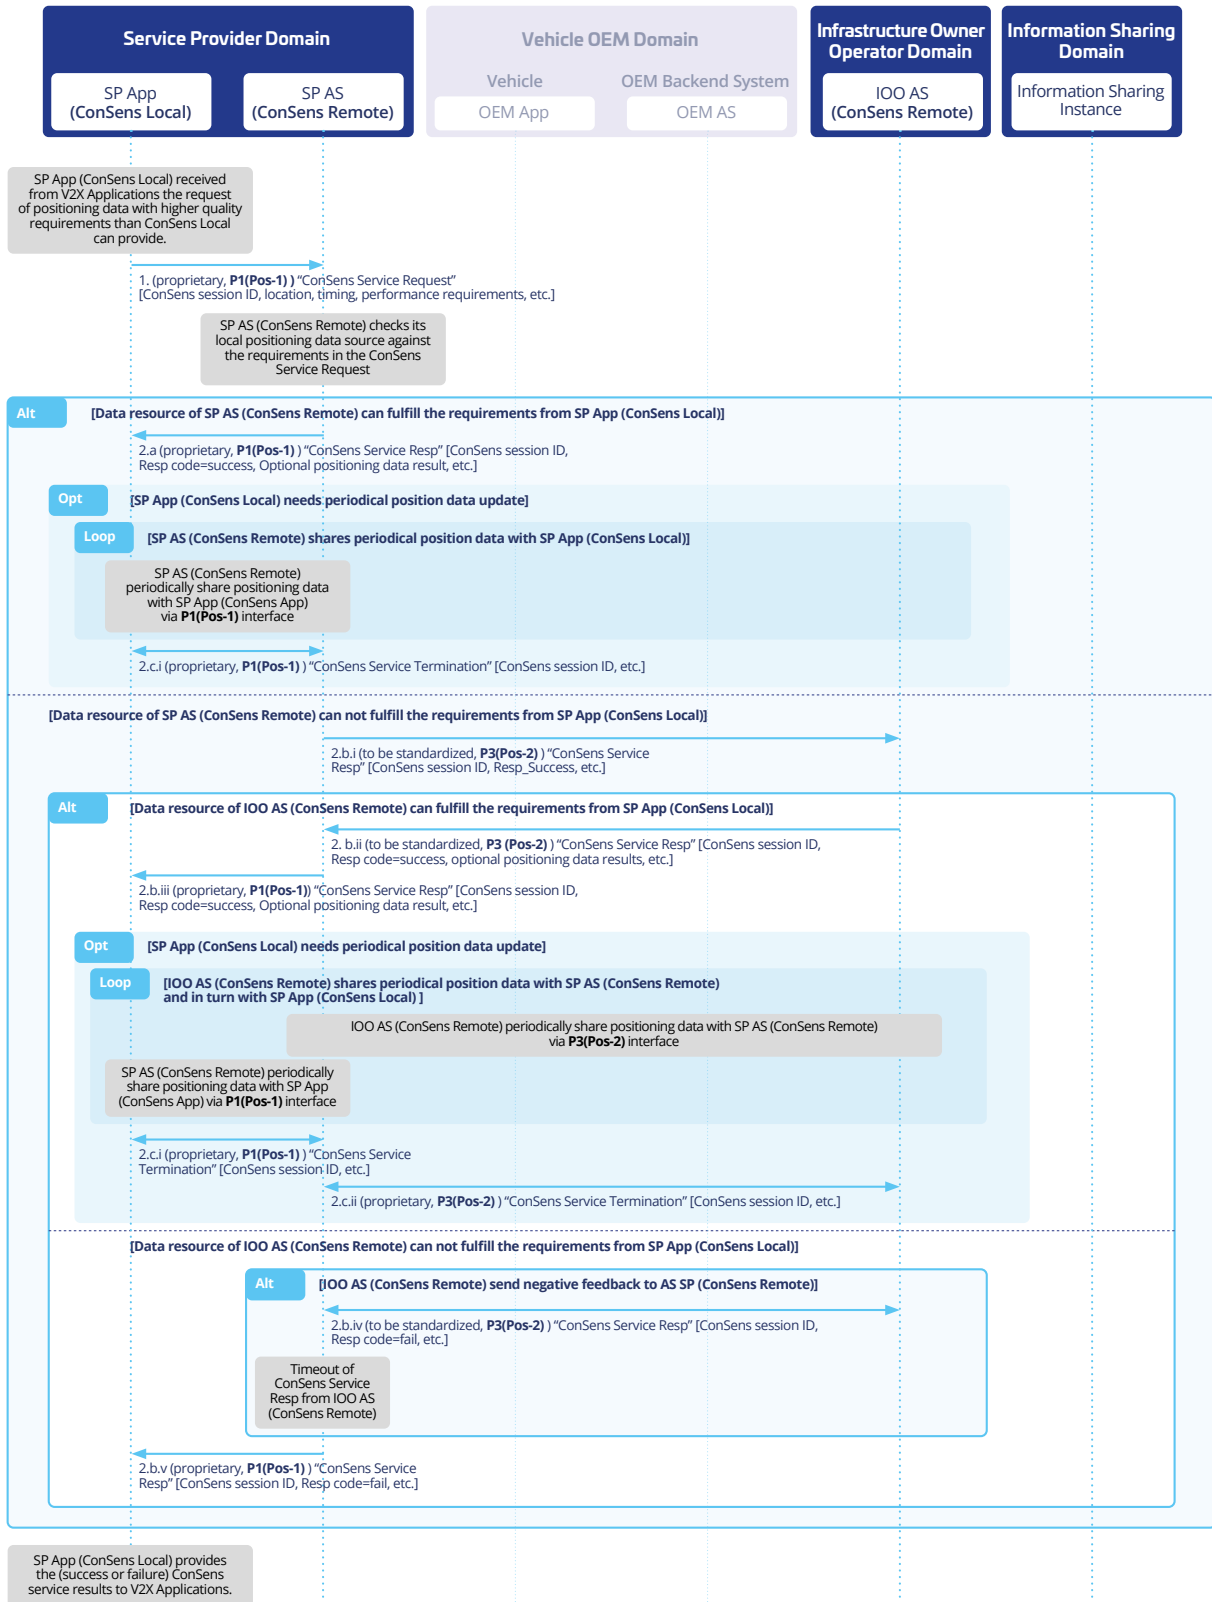 Service Provider Domain
Vehicle OEM Domain
Infrastructure Owner
Operator Domain
Information Sharing
Domain
Vehicle
OEM Backend System
SP App
(ConSens Local)
SP AS
(ConSens Remote)
OEM App
OEM AS
IOO AS
(ConSens Remote)
Information Sharing
Instance
SP App (ConSens Local) received
from V2X Applications the request
of positioning data with higher quality
requirements than ConSens Local
can provide.
1. (proprietary, P1(Pos-1) ) “ConSens Service Request”
[ConSens session ID, location, timing, performance requirements, etc.]
SP AS (ConSens Remote) checks its
local positioning data source against
the requirements in the ConSens
Service Request
Alt
[Data resource of SP AS (ConSens Remote) can fulfill the requirements from SP App (ConSens Local)]
2.a (proprietary, P1(Pos-1) ) “ConSens Service Resp” [ConSens session ID,
Resp code=success, Optional positioning data result, etc.]
Opt
[SP App (ConSens Local) needs periodical position data update]
Loop
[SP AS (ConSens Remote) shares periodical position data with SP App (ConSens Local)]
SP AS (ConSens Remote)
periodically share positioning data
with SP App (ConSens App)
via P1(Pos-1) interface
2.c.i (proprietary, P1(Pos-1) ) “ConSens Service Termination” [ConSens session ID, etc.]
[Data resource of SP AS (ConSens Remote) can not fulfill the requirements from SP App (ConSens Local)]
2.b.i (to be standardized, P3(Pos-2) ) “ConSens Service
Resp” [ConSens session ID, Resp_Success, etc.]
Alt
[Data resource of IOO AS (ConSens Remote) can fulfill the requirements from SP App (ConSens Local)]
2. b.ii (to be standardized, P3 (Pos-2) ) “ConSens Service Resp” [ConSens session ID,
Resp code=success, optional positioning data results, etc.]
2.b.iii (proprietary, P1(Pos-1)) “ConSens Service Resp” [ConSens session ID,
Resp code=success, Optional positioning data result, etc.]
Opt
[SP App (ConSens Local) needs periodical position data update]
Loop
[IOO AS (ConSens Remote) shares periodical position data with SP AS (ConSens Remote)
and in turn with SP App (ConSens Local) ]
IOO AS (ConSens Remote) periodically share positioning data with SP AS (ConSens Remote)
via P3(Pos-2) interface
SP AS (ConSens Remote) periodically
share positioning data with SP App
(ConSens App) via P1(Pos-1) interface
2.c.i (proprietary, P1(Pos-1) ) “ConSens Service
Termination” [ConSens session ID, etc.]
2.c.ii (proprietary, P3(Pos-2) ) “ConSens Service Termination” [ConSens session ID, etc.]
[Data resource of IOO AS (ConSens Remote) can not fulfill the requirements from SP App (ConSens Local)]
Alt
[IOO AS (ConSens Remote) send negative feedback to AS SP (ConSens Remote)]
2.b.iv (to be standardized, P3(Pos-2) ) “ConSens Service Resp” [ConSens session ID,
Resp code=fail, etc.]
Timeout of
ConSens Service
Resp from IOO AS
(ConSens Remote)
2.b.v (proprietary, P1(Pos-1) ) “ConSens Service
Resp” [ConSens session ID, Resp code=fail, etc.]
SP App (ConSens Local) provides
the (success or failure) ConSens
service results to V2X Applications.